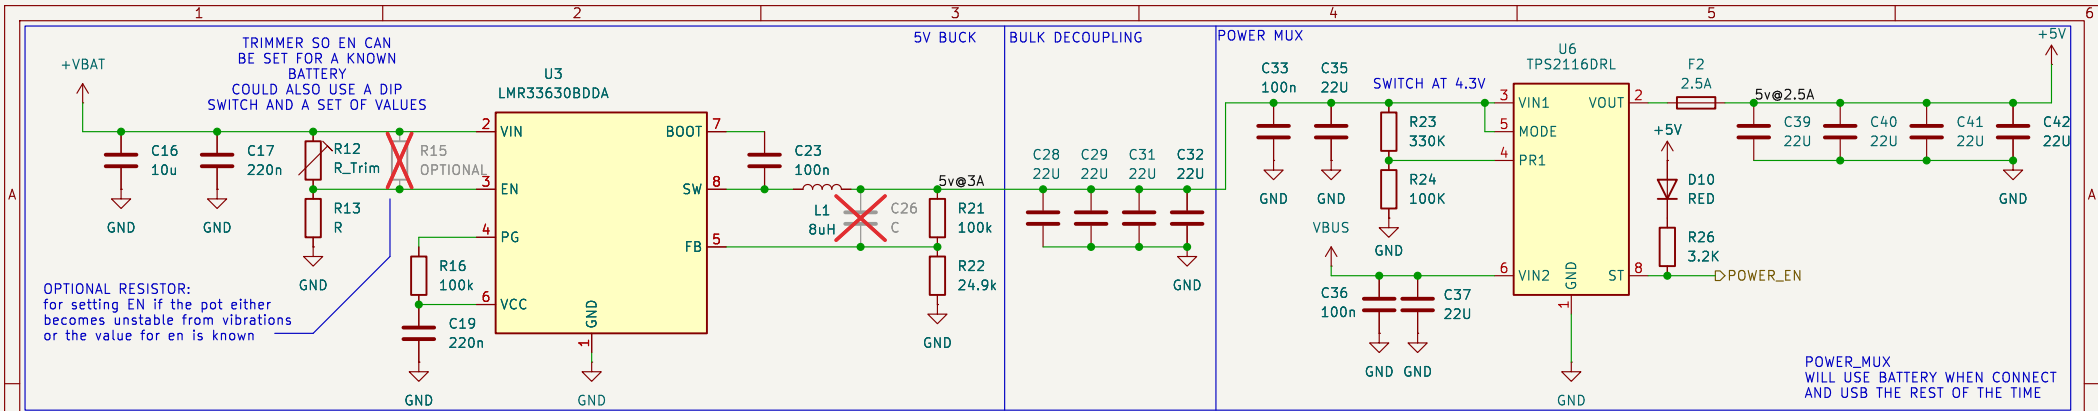 1
2
3
4
5
6
A
A
TRIMMER SO EN CAN
BE SET FOR A KNOWN
BATTERY
COULD ALSO USE A DIP
SWITCH AND A SET OF VALUES
5V BUCK
BULK DECOUPLING
POWER MUX
+VBAT
C16
10u
GND
C17
220n
GND
R12
R_Trim
R13
R
GND
R15
OPTIONAL
OPTIONAL RESISTOR:
for setting EN if the pot either
becomes unstable from vibrations
or the value for en is known
U3
LMR33630BDDA
2
VIN
3
EN
4
PG
6
VCC
7
BOOT
8
SW
5
FB
GND
1
GND
R16
100k
C19
220n
GND
C23
100n
L1
8uH
C26
C
5v@3A
R21
100k
R22
24.9k
GND
C28
22U
C29
22U
C31
22U
C32
22U
GND
C33
100n
GND
C35
22U
GND
SWITCH AT 4.3V
R23
330K
R24
100K
GND
VBUS
C36
100n
GND
C37
22U
GND
U6
TPS2116DRL
3
VIN1
5
MODE
4
PR1
6
VIN2
2
VOUT
8
ST
GND
1
GND
F2
2.5A
5v@2.5A
+5V
D10
RED
R26
3.2K
POWER_EN
C39
22U
C40
22U
C41
22U
C42
22U
GND
+5V
POWER_MUX
WILL USE BATTERY WHEN CONNECT
AND USB THE REST OF THE TIME